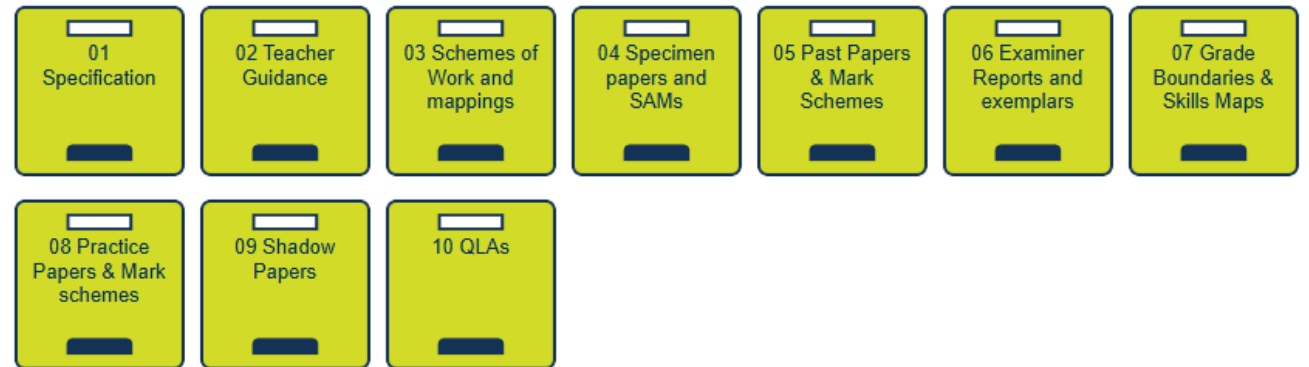 01
Specification
02 Teacher
Guidance
03 Schemes of
Work and
mappings
04 Specimen
papers and
SAMs
05 Past Papers
& Mark
Schemes
06 Examiner
Reports and
exemplars
07 Grade
Boundaries &
Skills Maps
08 Practice
Papers & Mark
schemes
09 Shadow
Papers
10 QLAs